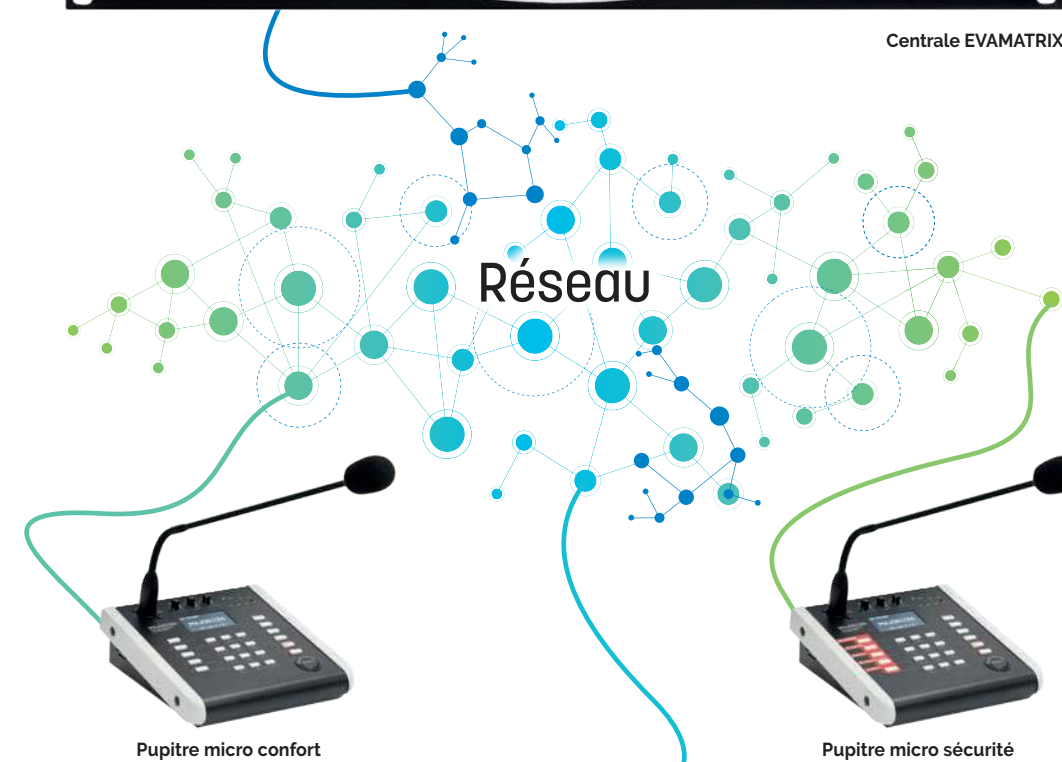 Centrale EVAMATRIX
Réseau
Pupitre micro confort
Pupitre micro sécurité